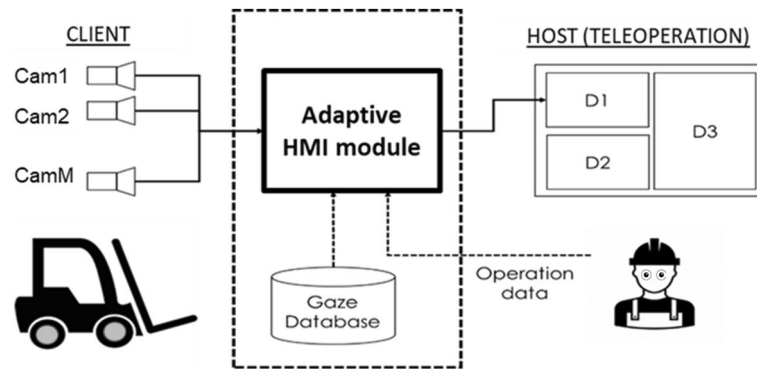 CLIENT
Cam1
Cam2
CamM
Adaptive
HMI module
Gaze
Database
HOST (TELEOPERATION)
D1
D2
D3
Operation
data